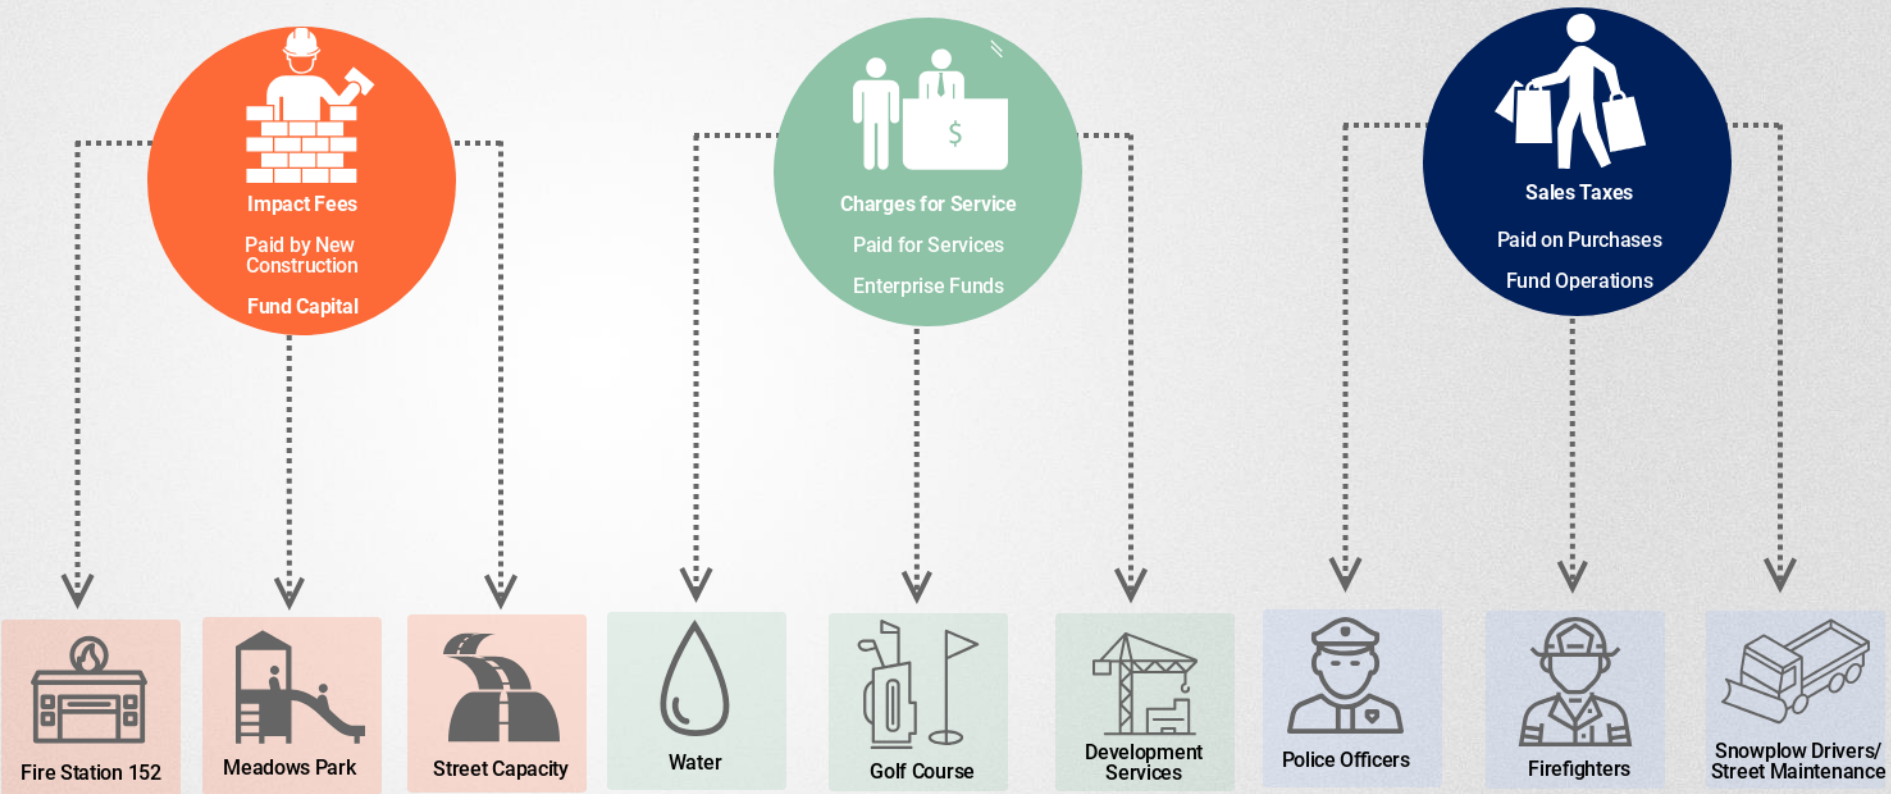 Impact Fees
Paid by New
Construction
Fund Capital
$
Charges for Service
Paid for Services
Enterprise Funds
Sales Taxes
Paid on Purchases
Fund Operations
Fire Station 152
Meadows Park
Street Capacity
Water
Golf Course
Development
Services
Police Officers
Firefighters
Snowplow Drivers/
Street Maintenance